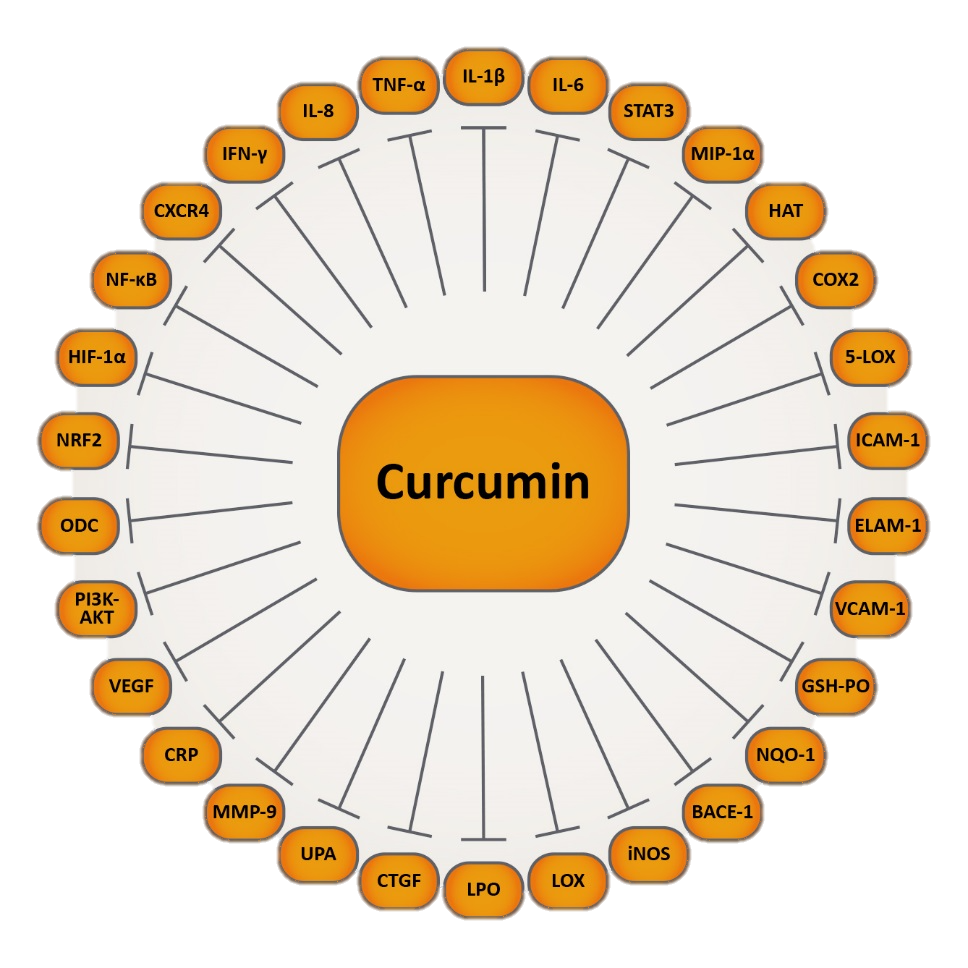 IL-1β
IL-6
STAT3
MIP-1α
HAT
COX2
5-LOX
ICAM-1
ELAM-1
VCAM-1
GSH-PO
NQO-1
BACE-1
iNOS
LOX
LPO
CTGF
UPA
MMP-9
CRP
VEGF
PI3K-
AKT
ODC
NRF2
HIF-1α
NF-κB
CXCR4
IFN-γ
IL-8
TNF-α
Curcumin